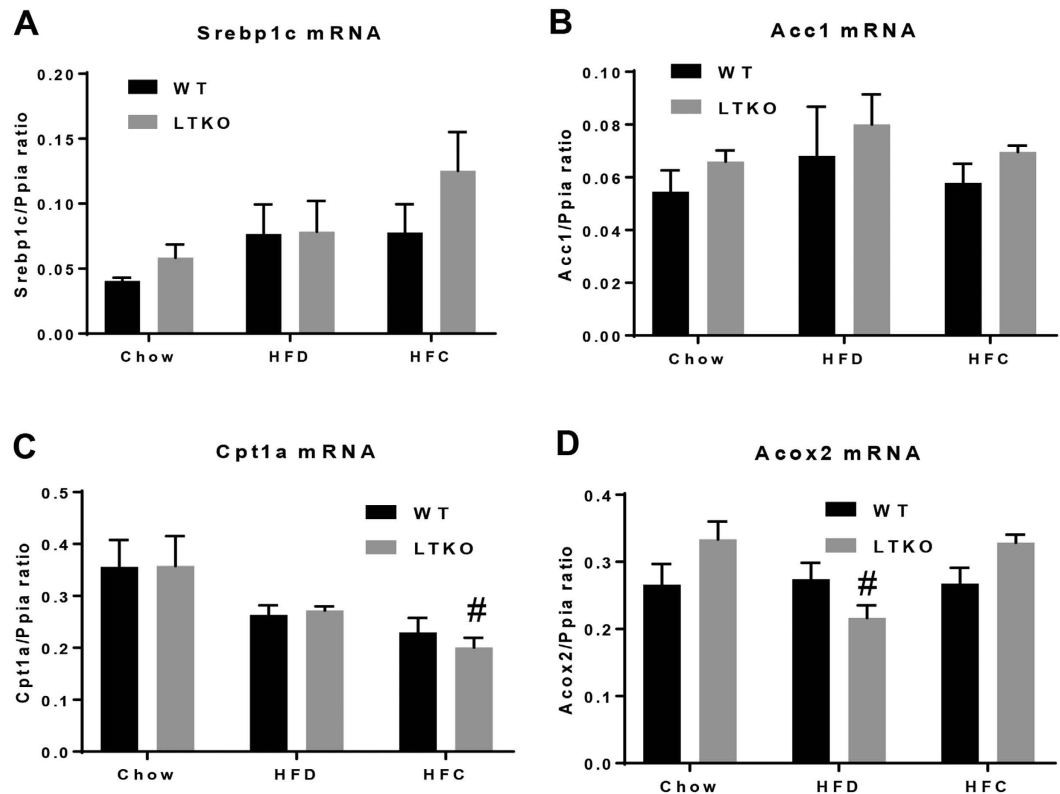 A
Srebp1c mRNA
Srebp1c/Ppia ratio
0.20
0.15
0.10
0.05
0.00
WT
LTKO
Chow HFD HFC
B
Acc1 mRNA
Acc1/Ppia ratio
0.10
0.08
0.06
0.04
0.02
0.00
WT
LTKO
Chow HFD HFC
C
Cpt1a mRNA
Cpt1a/Ppia ratio
0.5
0.4
0.3
0.2
0.1
0.0
WT
LTKO
#
Chow HFD HFC
D
Acox2 mRNA
Acox2/Ppia ratio
0.4
0.3
0.2
0.1
0.0
WT
LTKO
#
Chow HFD HFC